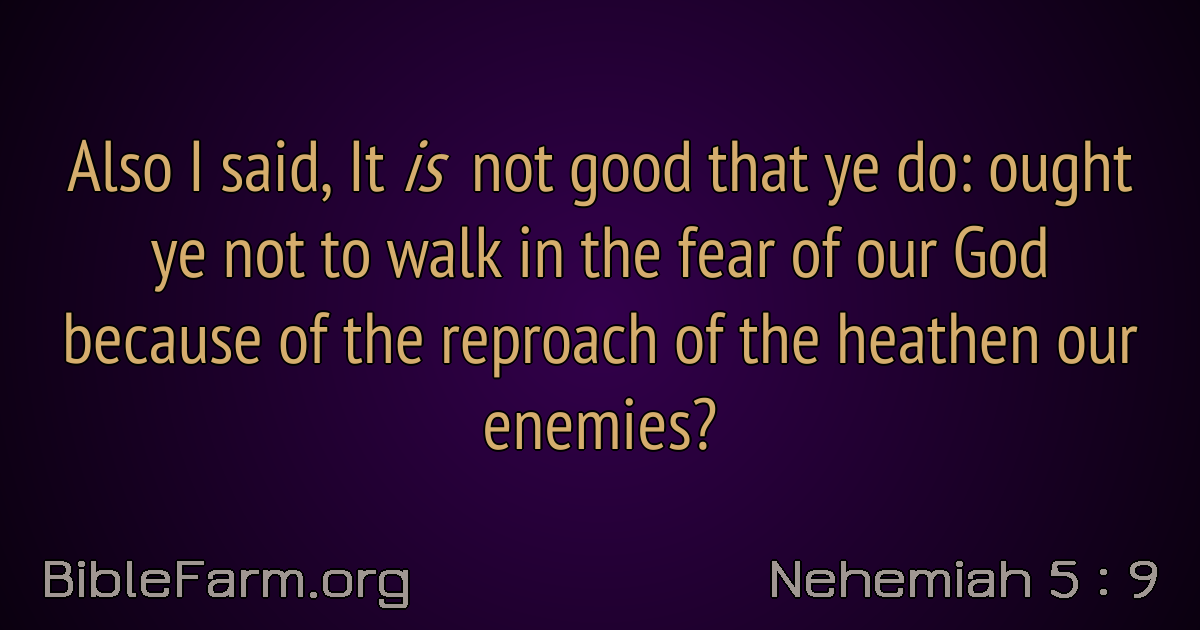 Also I said, It is not good that ye do: ought
ye not to walk in the fear of our God
because of the reproach of the heathen our
enemies?
BibleFarm.org
Nehemiah 5 : 9